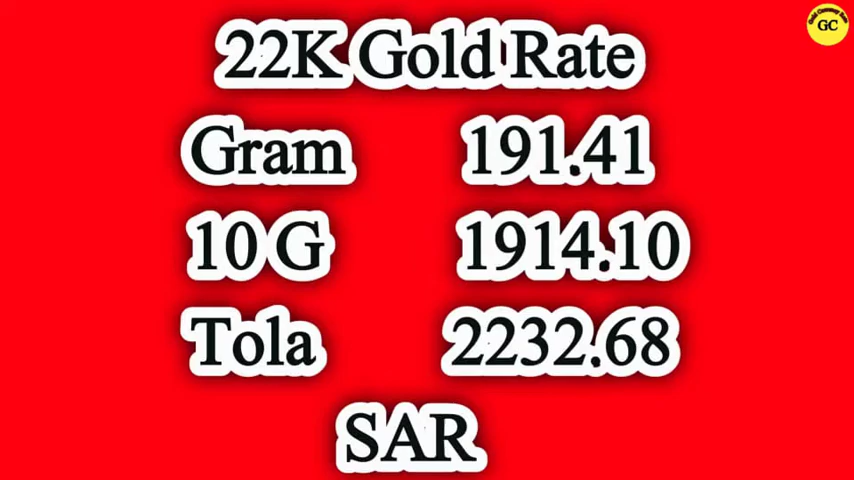 22K Gold Rate
Gram 191.41
10 G 1914.10
Tola 2232.68
SAR
GC